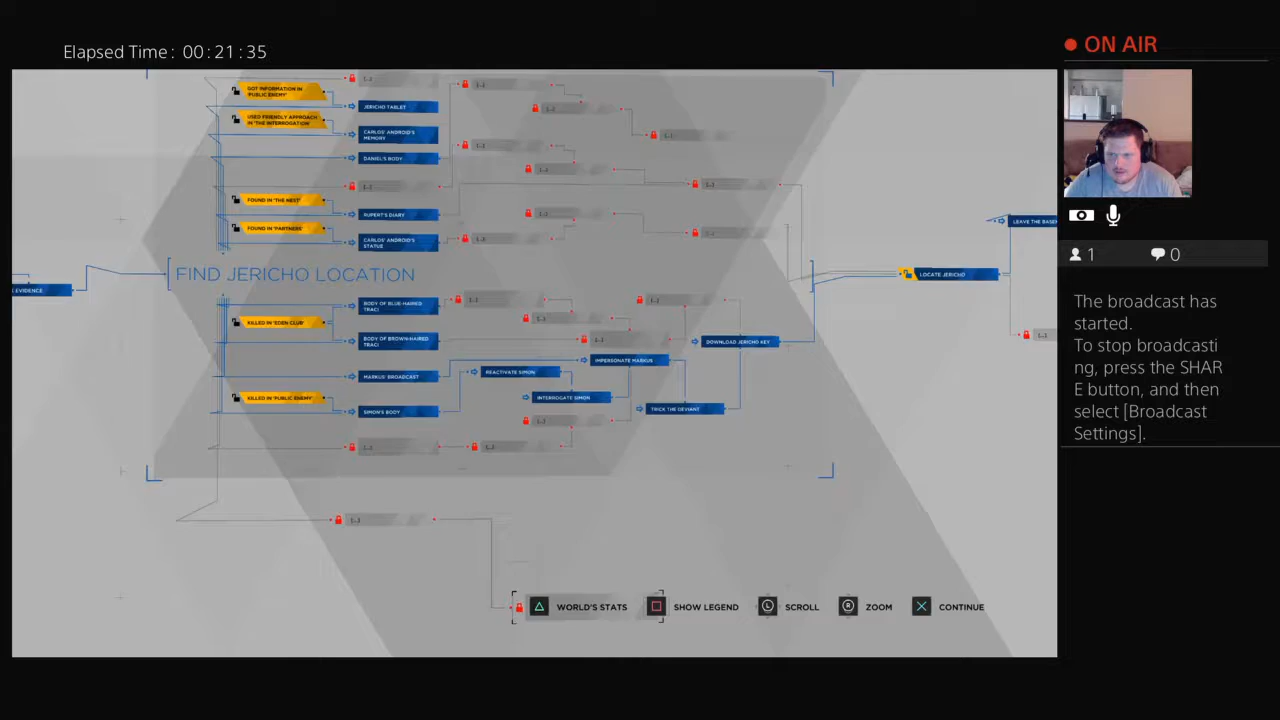 Elapsed Time: 00:21:35
ON AIR
GOT INFORMATION IN
'PUBLIC ENEMY'
JERICHO TABLET
USED FRIENDLY APPROACH
IN 'THE INTERROGATION'
CARLOS' ANDROID'S
MEMORY
DANIEL'S BODY
FOUND IN 'THE NEST'
RUPERT'S DIARY
FOUND IN 'PARTNERS'
CARLOS' ANDROID'S
STATUE
LEAVE THE
FIND JERICHO LOCATION
LOCATE JERICHO
EVIDENCE
BODY OF BLUE-HAIRED
TRACI
KILLED IN 'EDEN CLUB'
BODY OF BROWN-HAIRED
TRACI
DOWNLOAD JERICHO KEY
IMPERSONATE MARKUS
MARKUS' BROADCAST
REACTIVATE SIMON
KILLED IN 'PUBLIC ENEMY'
INTERROGATE SIMON
SIMON'S BODY
TRICK THE DEVIANT
WORLD'S STATS
SHOW LEGEND
SCROLL
ZOOM
CONTINUE
1
0
The broadcast has
started.
To stop broadcasti
ng, press the SHAR
E button, and then
select [Broadcast
Settings].